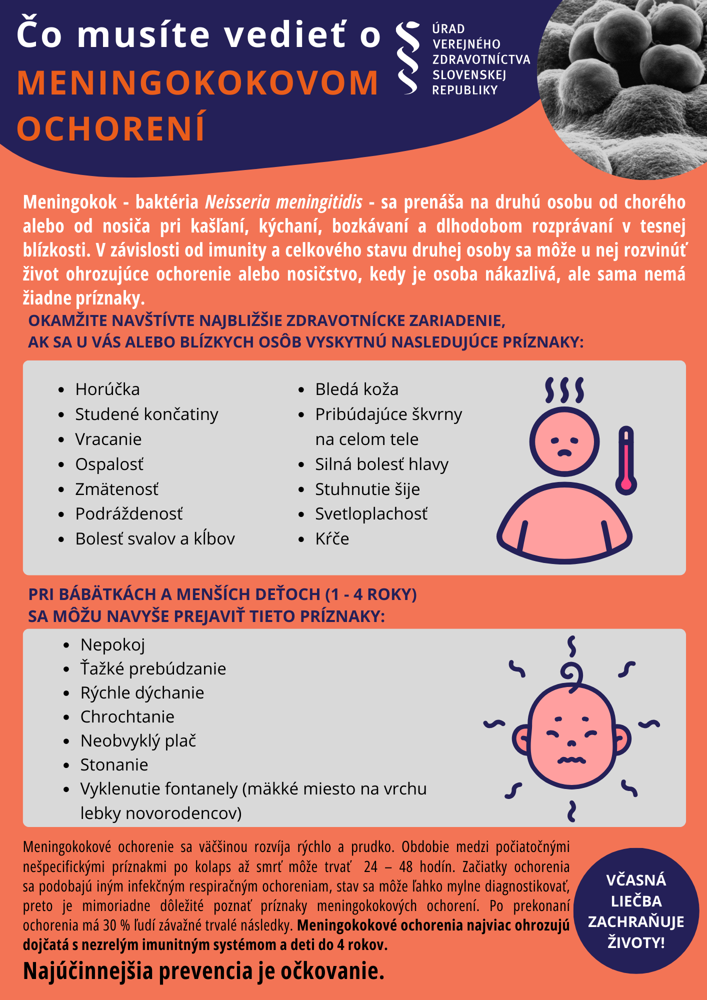 Čo musíte vedieť o
MENINGOKOKOVOM
OCHORENÍ
ÚRAD
VEREJNÉHO
ZDRAVOTNÍCTVA
SLOVENSKEJ
REPUBLIKY
Meningokok - baktéria Neisseria meningitidis - sa prenáša na druhú osobu od chorého
alebo od nosiča pri kašľaní, kýchaní, bozkávaní a dlhodobom rozprávaní v tesnej
blízkosti. V závislosti od imunity a celkového stavu druhej osoby sa môže u nej rozvinúť
život ohrozujúce ochorenie alebo nosičstvo, kedy je osoba nákazlivá, ale sama nemá
žiadne príznaky.
OKAMŽITE NAVŠTÍVTE NAJBLIŽŠIE ZDRAVOTNÍCKE ZARIADENIE,
AK SA U VÁS ALEBO BLÍZKYCH OSÔB VYSKYTNÚ NASLEDUJÚCE PRÍZNAKY:
• Horúčka
• Studené končatiny
• Vracanie
• Ospalosť
• Zmätenosť
• Podráždenosť
• Bolesť svalov a kĺbov
• Bledá koža
• Pribúdajúce škvrny
na celom tele
• Silná bolesť hlavy
• Stuhnutie šije
• Svetloplachosť
• Kŕče
PRI BÁBÄTKÁCH A MENŠÍCH DEŤOCH (1 - 4 ROKY)
SA MÔŽU NAVYŠE PREJAVIŤ TIETO PRÍZNAKY:
• Nepokoj
• Ťažké prebúdzanie
• Rýchle dýchanie
• Chrochtanie
• Neobvyklý plač
• Stonanie
• Vyklenutie fontanely (mäkké miesto na vrchu
lebky novorodencov)
Meningokokové ochorenie sa väčšinou rozvíja rýchlo a prudko. Obdobie medzi počiatočnými
nešpecifickými príznakmi po kolaps až smrť môže trvať 24 – 48 hodín. Začiatky ochorenia
sa podobajú iným infekčným respiračným ochoreniam, stav sa môže ľahko mylne diagnostikovať,
preto je mimoriadne dôležité poznať príznaky meningokokových ochorení. Po prekonaní
ochorenia má 30 % ľudí závažné trvalé následky. Meningokokové ochorenia najviac ohrozujú
dojčatá s nezrelým imunitným systémom a deti do 4 rokov.
Najúčinnejšia prevencia je očkovanie.
VČASNÁ
LIEČBA
ZACHRAŇUJE
ŽIVOTY!